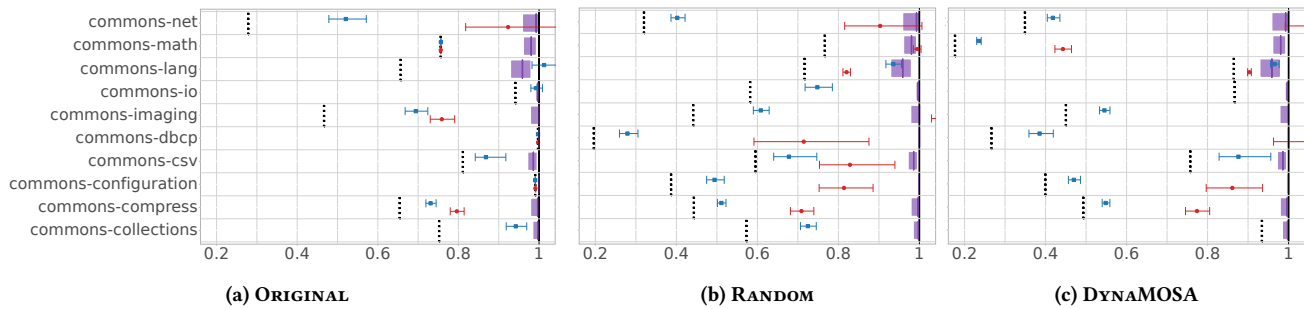 commons-net
commons-math
commons-lang
commons-io
commons-imaging
commons-dbcp
commons-csv
commons-configuration
commons-compress
commons-collections
0.2 0.4 0.6 0.8 1
0.2 0.4 0.6 0.8 1
0.2 0.4 0.6 0.8 1
(a) ORIGINAL
(b) RANDOM
(c) DYNAMOSA